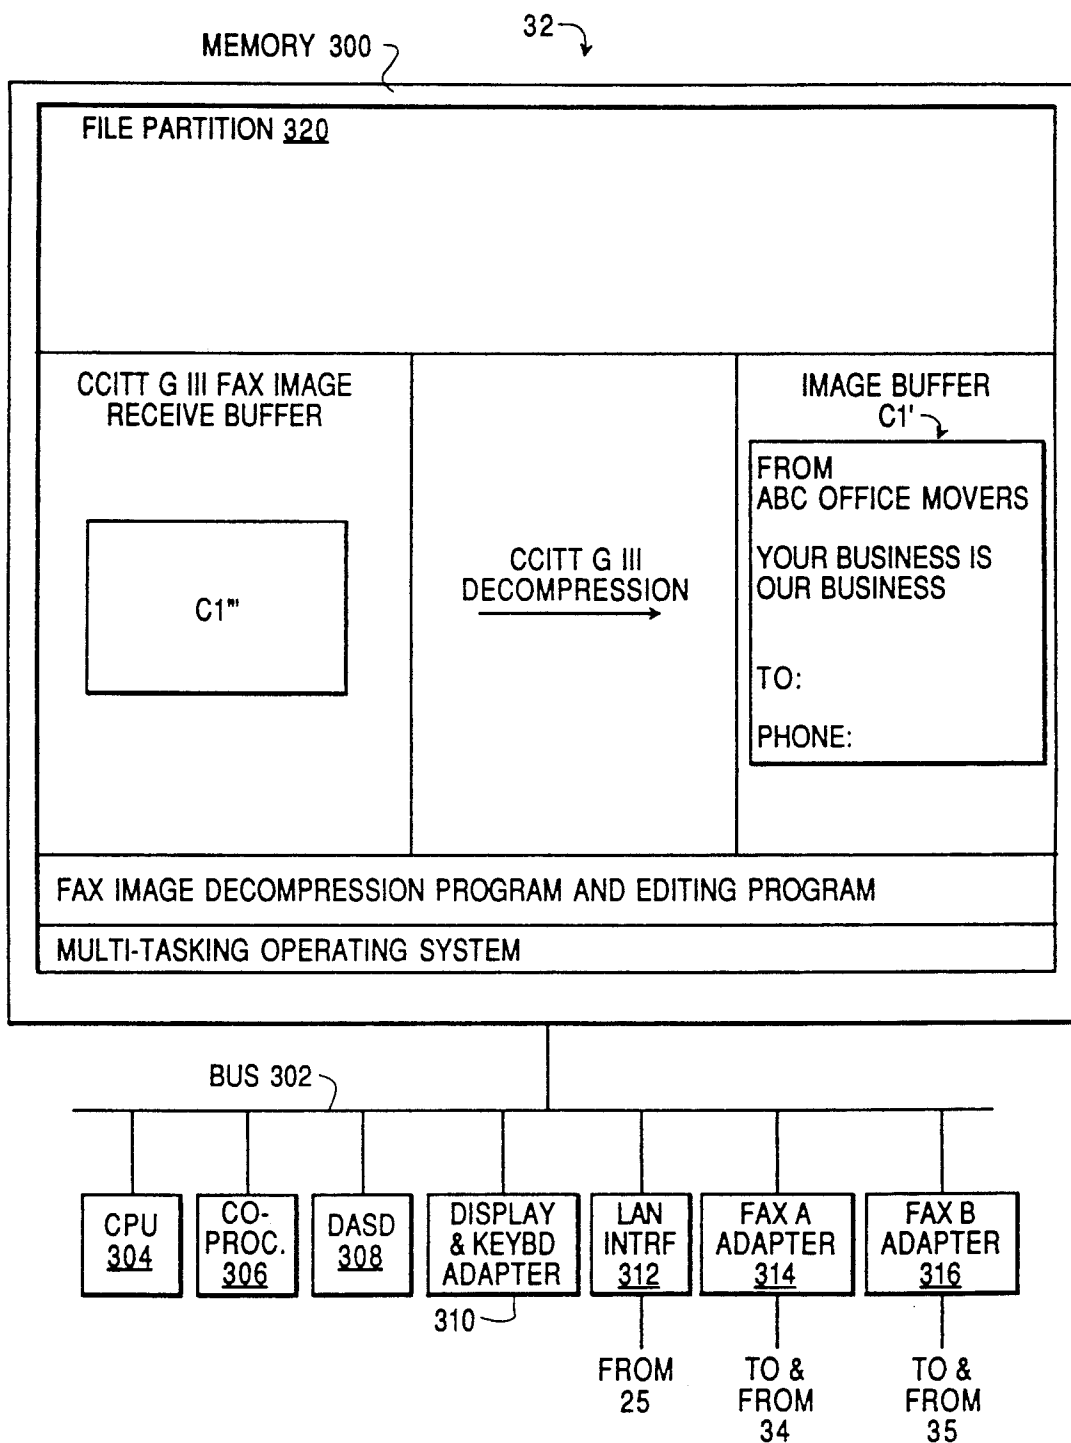 32
MEMORY 300
FILE PARTITION 320
CCITT G III FAX IMAGE
RECEIVE BUFFER
C1'''
CCITT G III
DECOMPRESSION
IMAGE BUFFER
C1'
FROM
ABC OFFICE MOVERS
YOUR BUSINESS IS
OUR BUSINESS
TO:
PHONE:
FAX IMAGE DECOMPRESSION PROGRAM AND EDITING PROGRAM
MULTI-TASKING OPERATING SYSTEM
BUS 302
CPU
304
CO-
PROC.
306
DASD
308
DISPLAY
& KEYBD
ADAPTER
310
LAN
INTRF
312
FAX A
ADAPTER
314
FAX B
ADAPTER
316
FROM
25
TO &
FROM
34
TO &
FROM
35